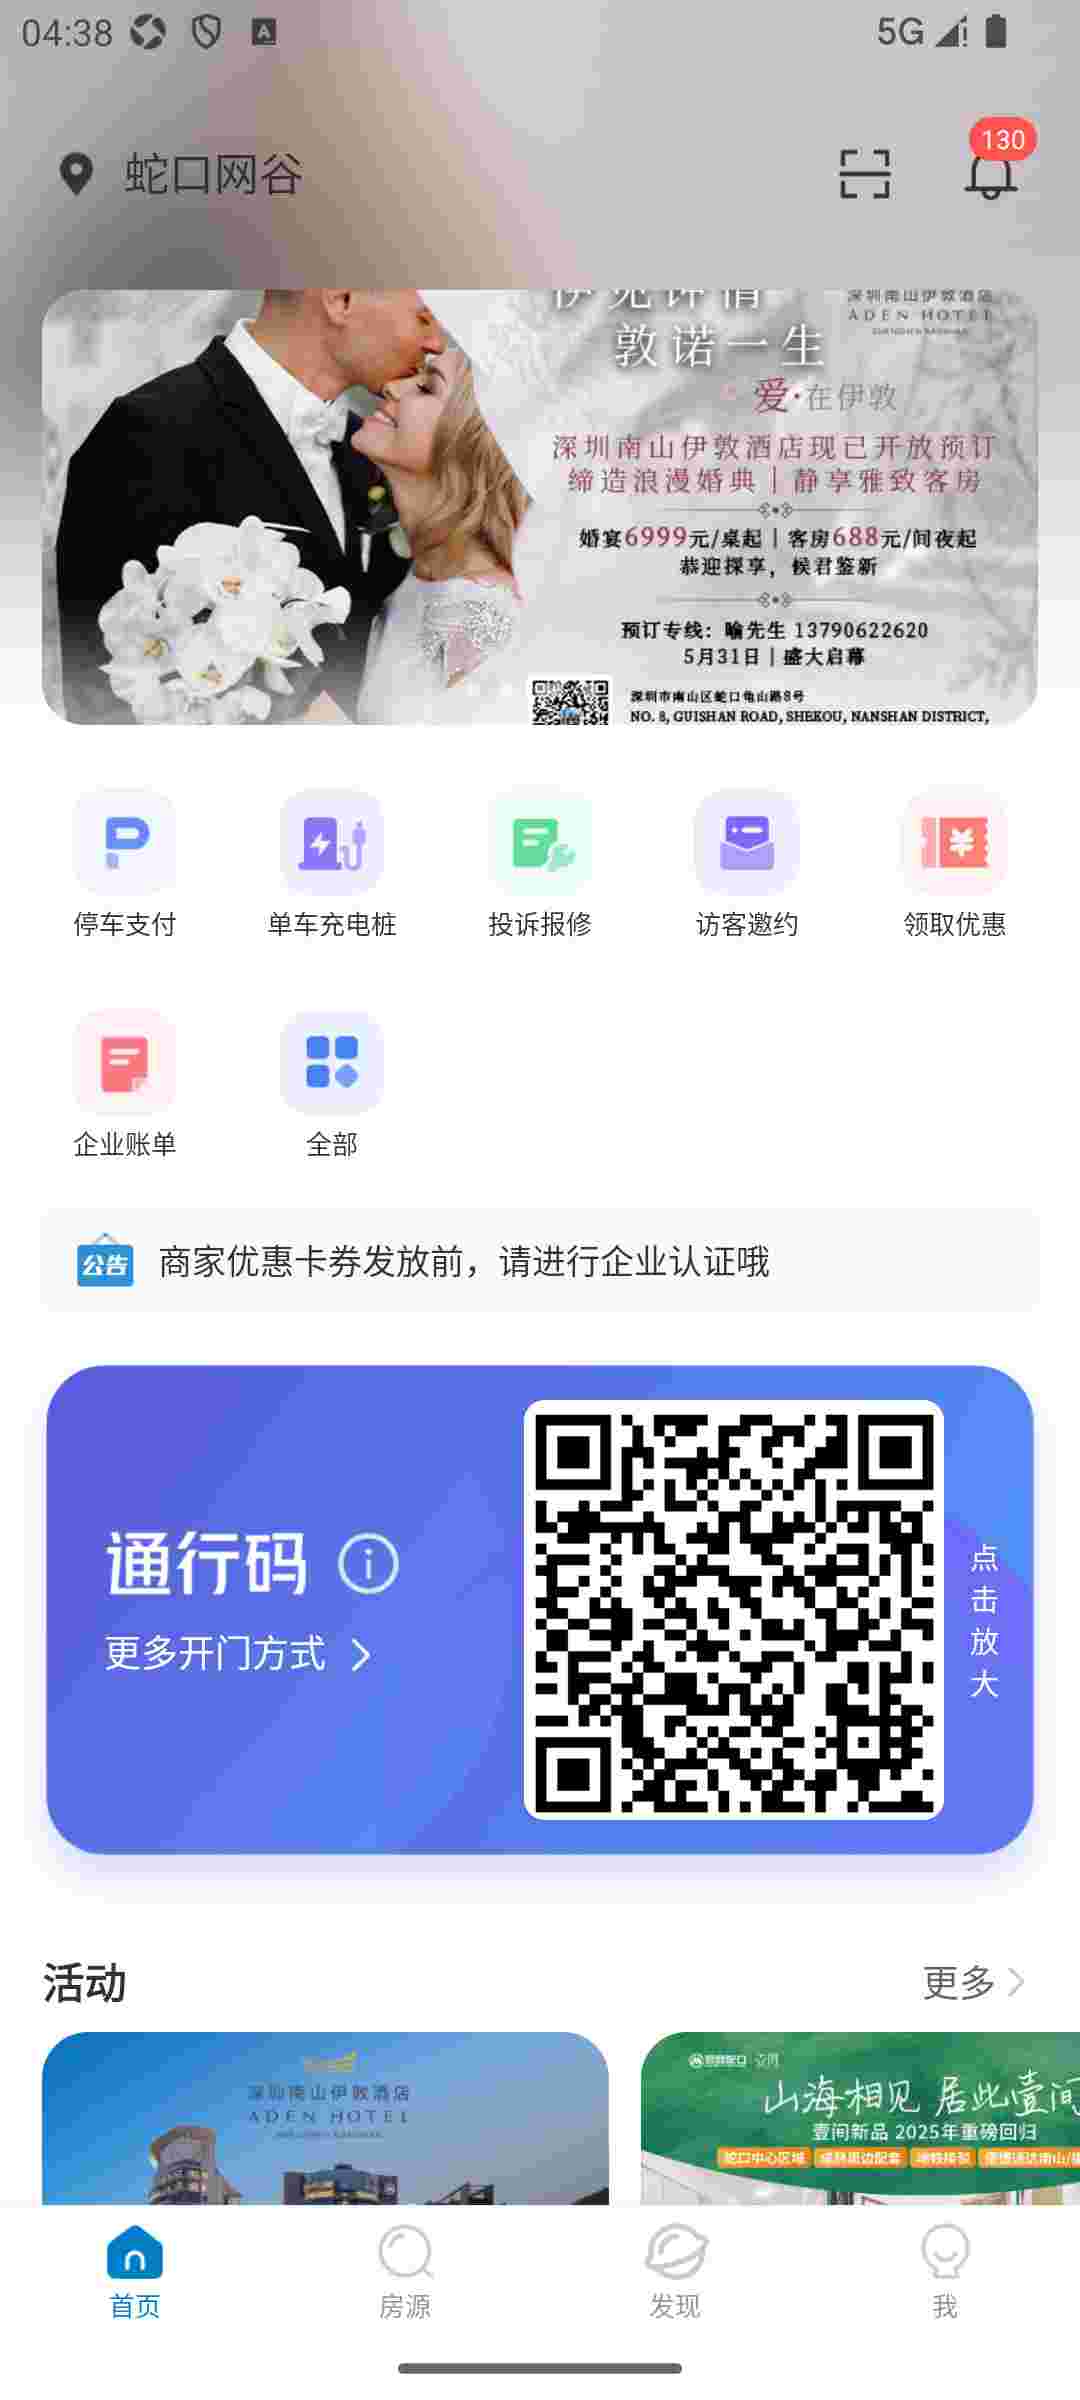 04:38
5G
蛇口网谷
130
深圳南山伊敦酒店
ADEN HOTEL
敦诺一生
爱·在伊敦
深圳南山伊敦酒店现已开放预订
缔造浪漫婚典｜静享雅致客房
婚宴6999元/桌起｜客房688元/间夜起
恭迎探享，候君鉴新
预订专线：喻先生 13790622620
5月31日｜盛大启幕
深圳市南山区蛇口龟山路8号
NO. 8, GUISHAN ROAD, SHEKOU, NANSHAN DISTRICT,
停车支付
单车充电桩
投诉报修
访客邀约
领取优惠
企业账单
全部
公告
商家优惠卡券发放前，请进行企业认证哦
通行码
更多开门方式
点击放大
活动
更多
深圳南山伊敦酒店
ADEN HOTEL
山海相见 居此壹间
壹间新品 2025年重磅回归
蛇口中心区域
首页
房源
发现
我